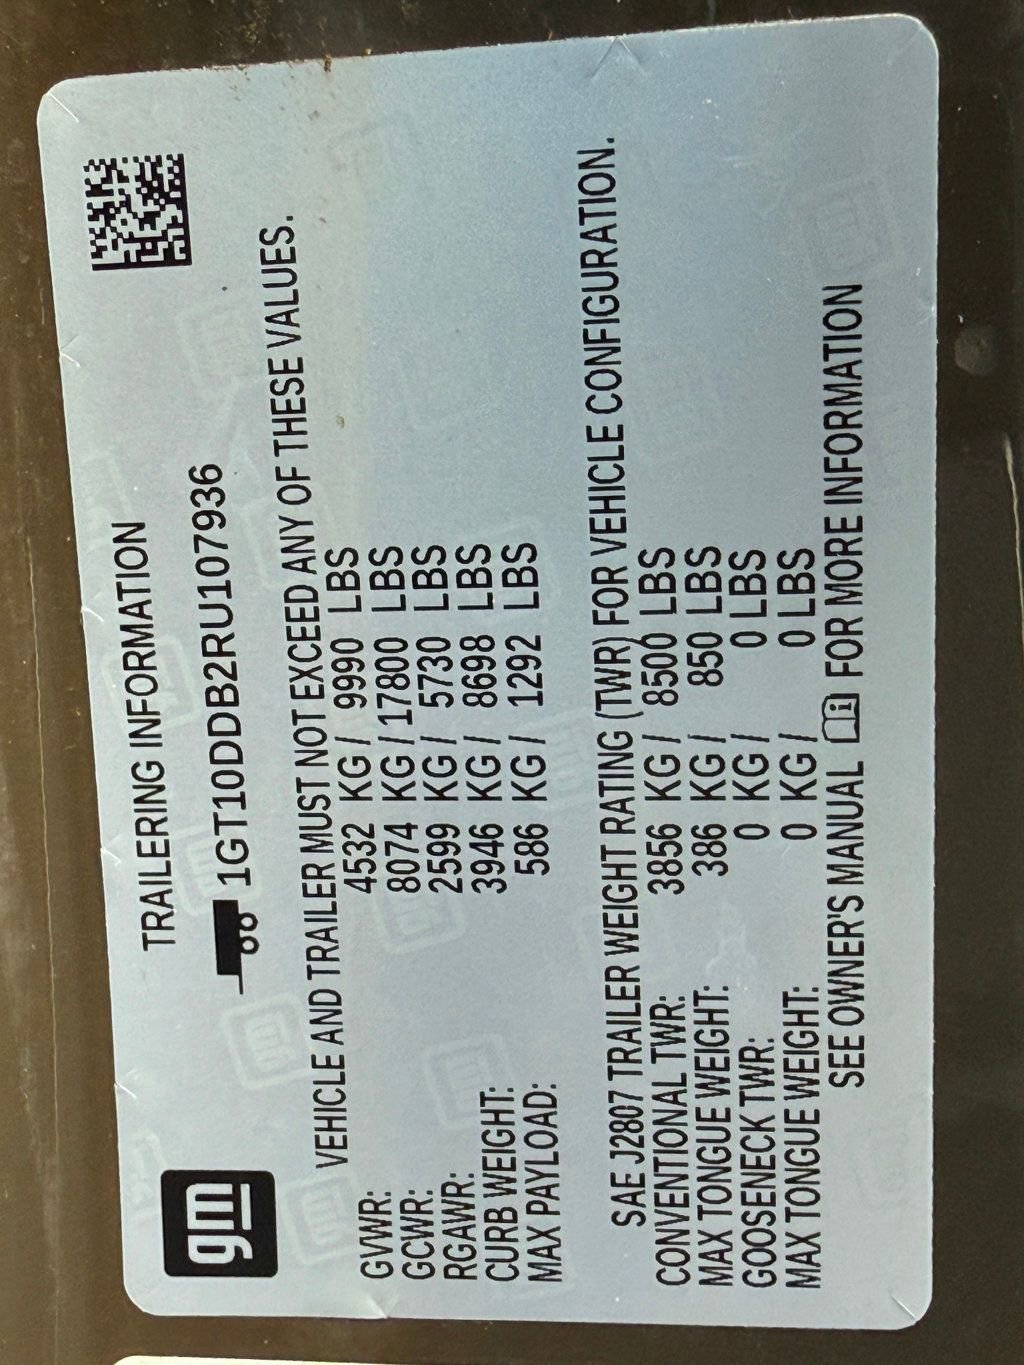 gm
TRAILERING INFORMATION
1GT10DDB2RU107936
VEHICLE AND TRAILER MUST NOT EXCEED ANY OF THESE VALUES.
GVWR: 4532 KG / 9990 LBS
GCWR: 8074 KG / 17800 LBS
RGAWR: 2599 KG / 5730 LBS
CURB WEIGHT: 3946 KG / 8698 LBS
MAX PAYLOAD: 586 KG / 1292 LBS
SAE J2807 TRAILER WEIGHT RATING (TWR) FOR VEHICLE CONFIGURATION.
CONVENTIONAL TWR: 3856 KG / 8500 LBS
MAX TONGUE WEIGHT: 386 KG / 850 LBS
GOOSENECK TWR: 0 KG / 0 LBS
MAX TONGUE WEIGHT: 0 KG / 0 LBS
SEE OWNER'S MANUAL i FOR MORE INFORMATION